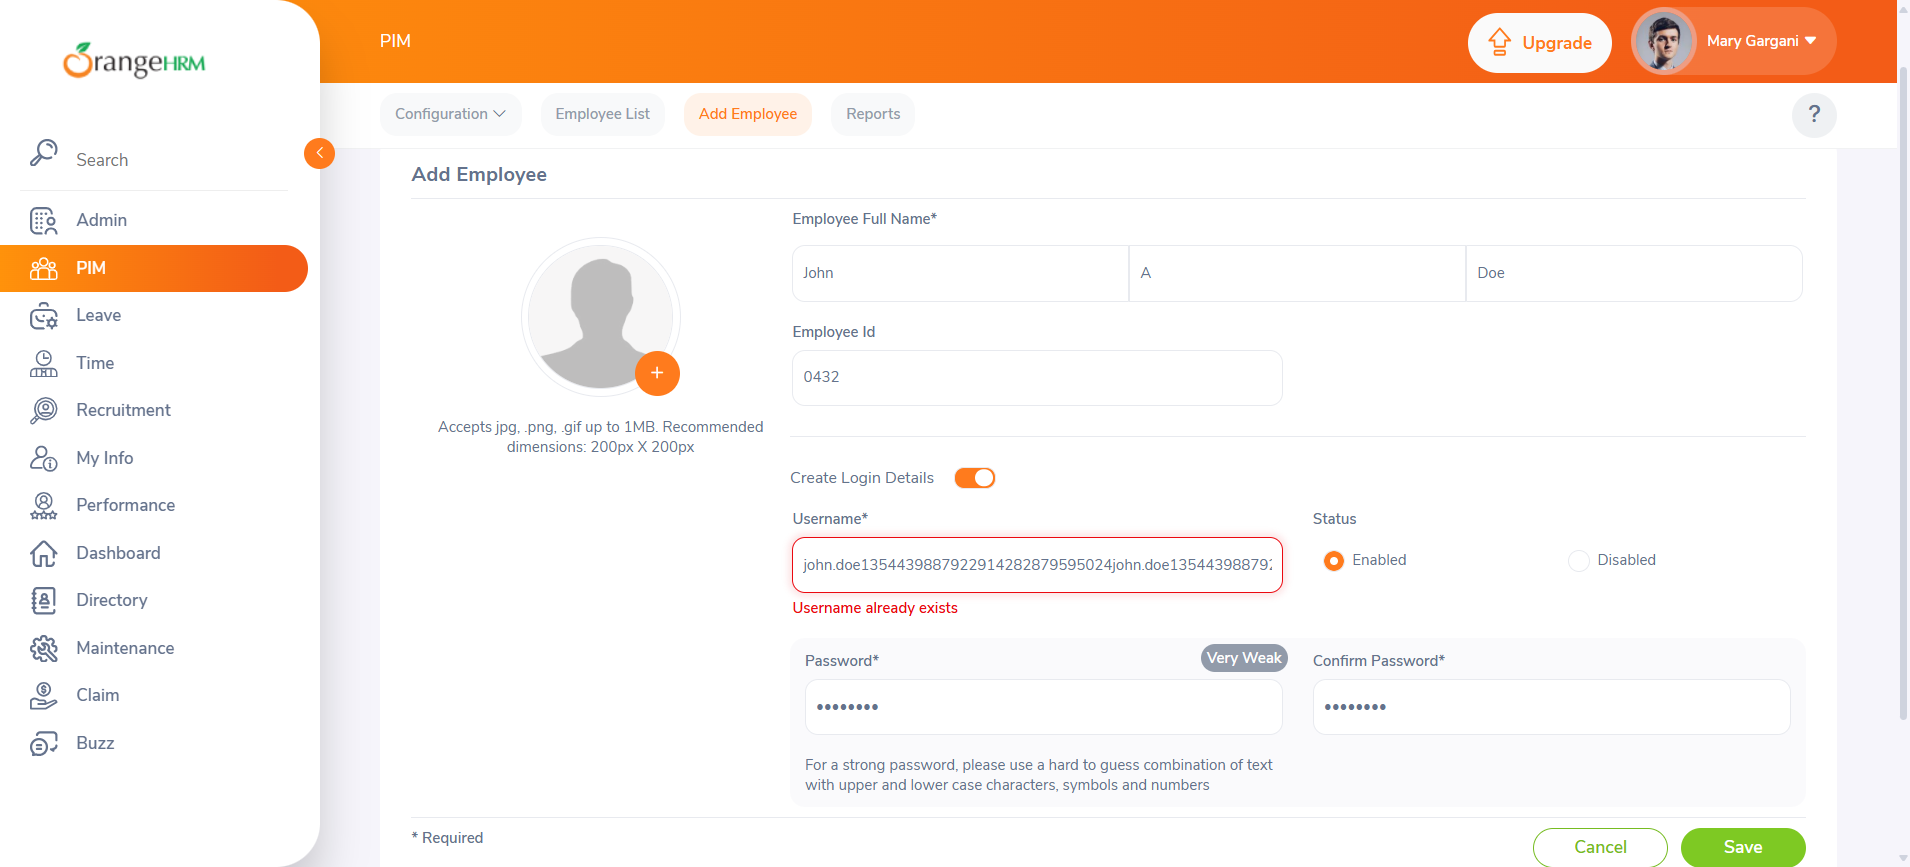 OrangeHRM
PIM
Upgrade
Mary Gargani
Configuration
Employee List
Add Employee
Reports
?
Search
Admin
PIM
Leave
Time
Recruitment
My Info
Performance
Dashboard
Directory
Maintenance
Claim
Buzz
Add Employee
Accepts jpg, .png, .gif up to 1MB. Recommended
dimensions: 200px X 200px
Employee Full Name*
John
A
Doe
Employee Id
0432
Create Login Details
Username*
john.doe1354439887922914282879595024john.doe135443988792
Username already exists
Status
Enabled
Disabled
Password*
Very Weak
••••••••
Confirm Password*
••••••••
For a strong password, please use a hard to guess combination of text
with upper and lower case characters, symbols and numbers
* Required
Cancel
Save